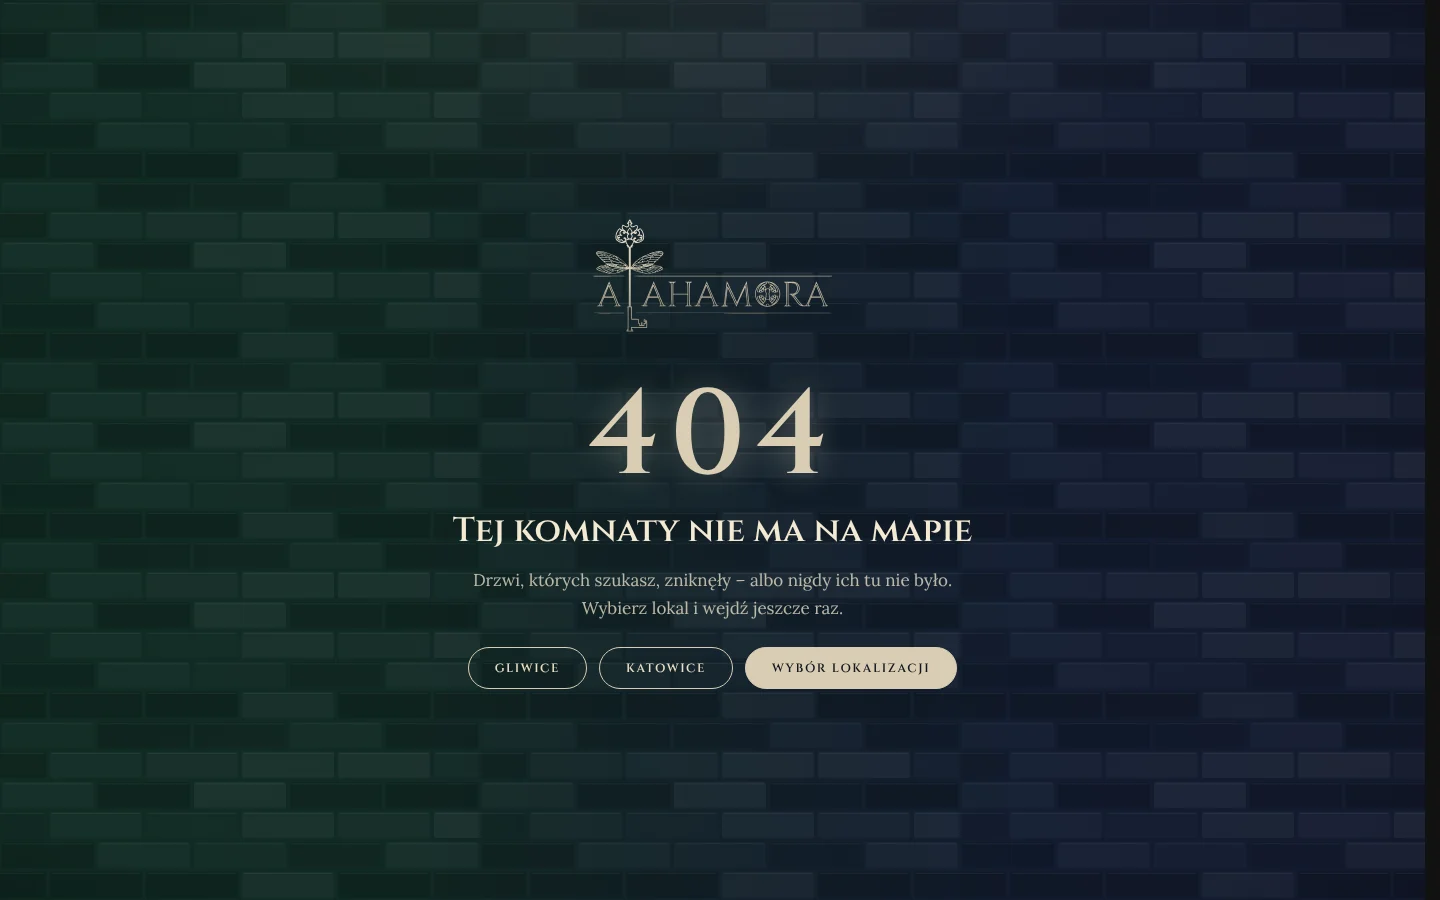 ALAHAMORA
404
Tej komnaty nie ma na mapie
Drzwi, których szukasz, zniknęły – albo nigdy ich tu nie było.
Wybierz lokal i wejdź jeszcze raz.
GLIWICE
KATOWICE
WYBÓR LOKALIZACJI